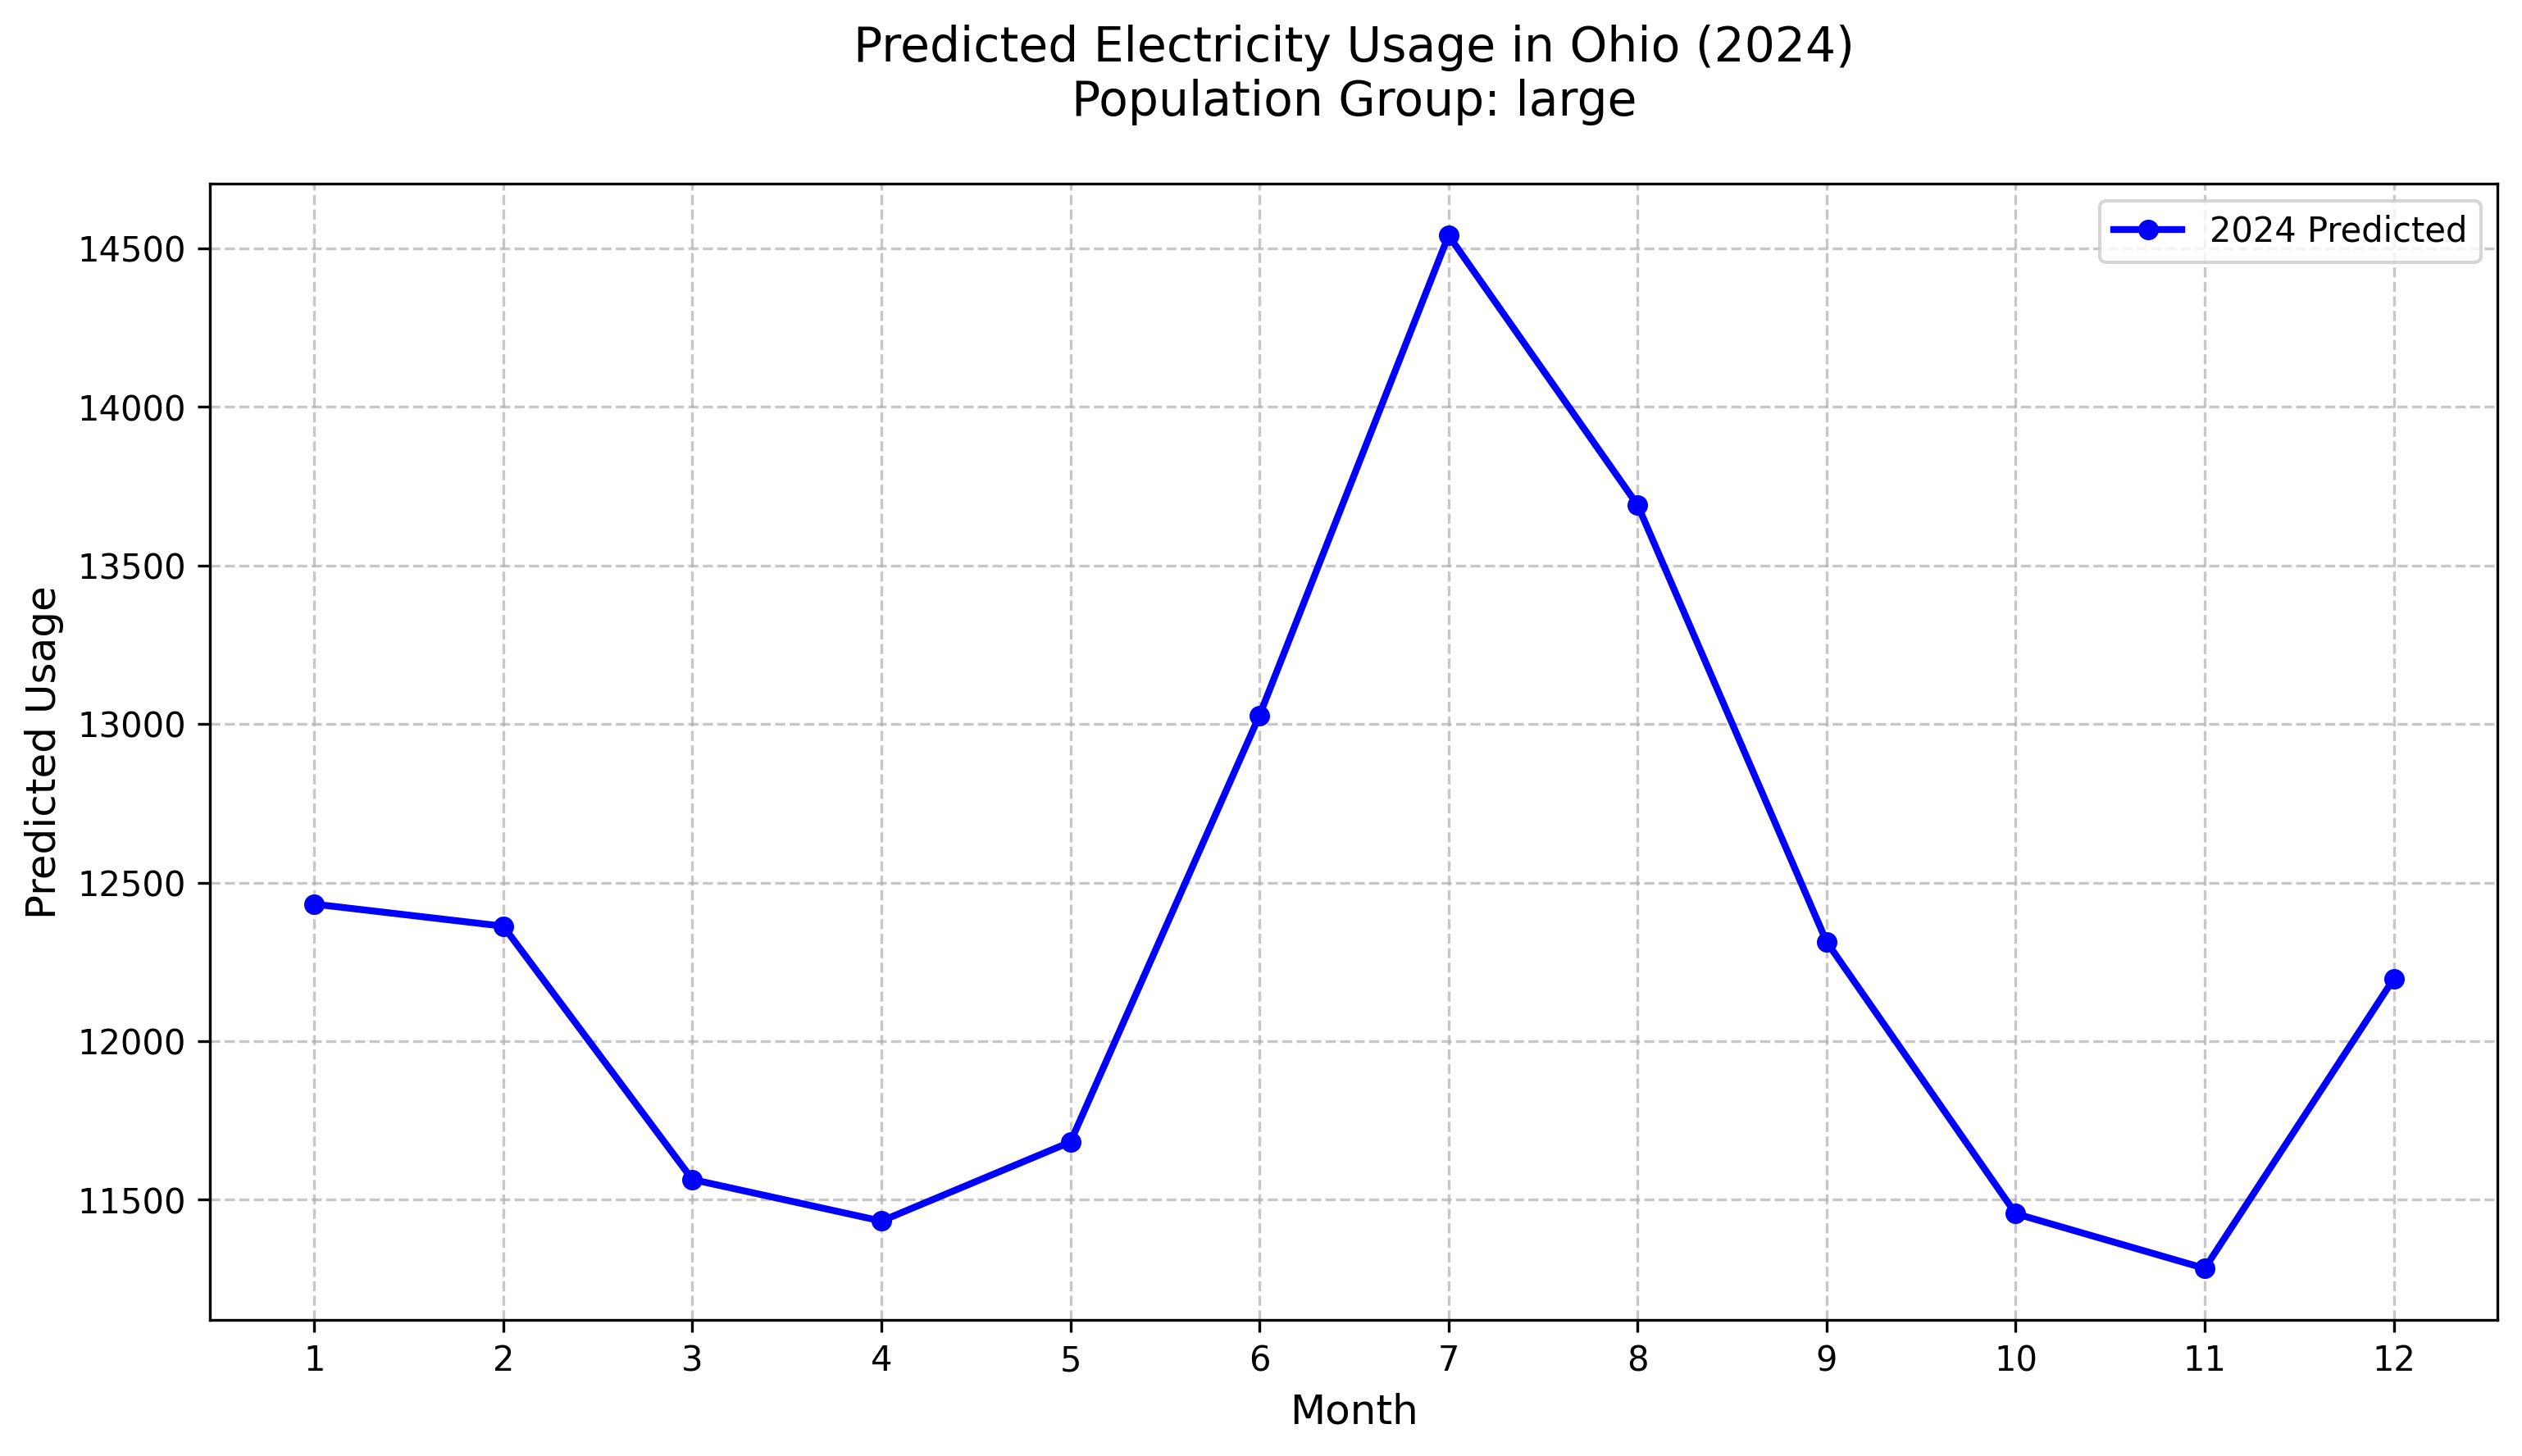 Predicted Electricity Usage in Ohio (2024)
Population Group: large
2024 Predicted
Predicted Usage
14500
14000
13500
13000
12500
12000
11500
1 2 3 4 5 6 7 8 9 10 11 12
Month